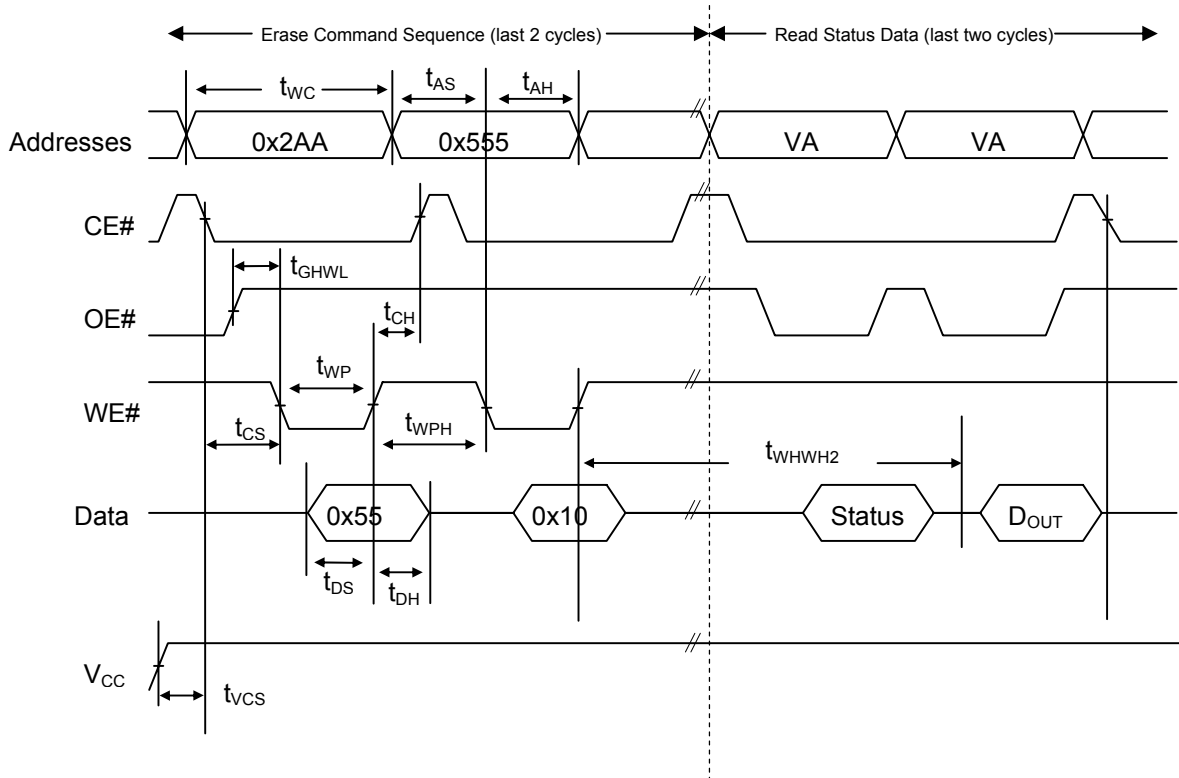 Erase Command Sequence (last 2 cycles) Read Status Data (last two cycles)
tWC tAS tAH
Addresses 0x2AA 0x555 VA VA
CE#
tGHWL
OE#
tCH
tWP
WE#
tCS tWPH
tWHWH2
Data 0x55 0x10 Status DOUT
tDS tDH
VCC
tVCS